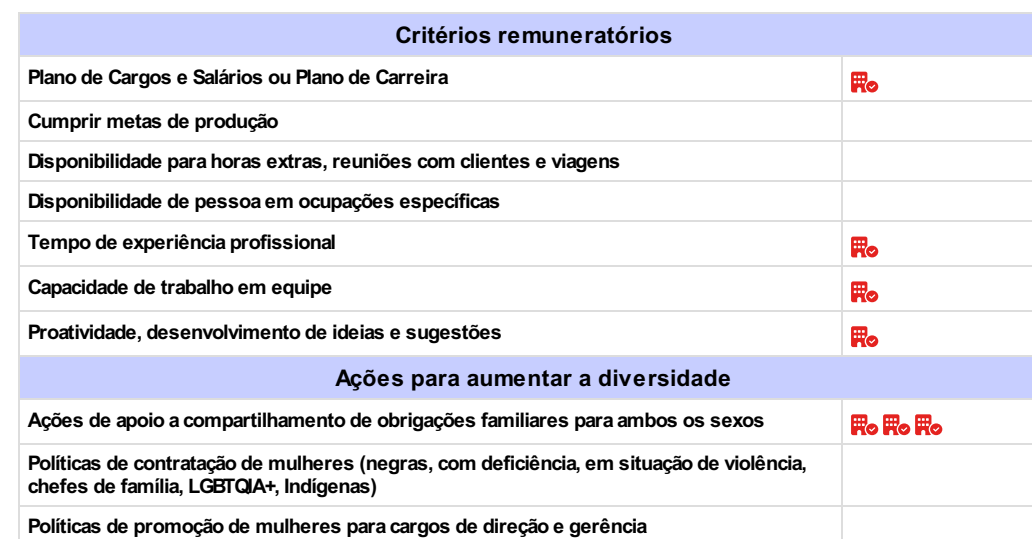 Critérios remuneratórios
Plano de Cargos e Salários ou Plano de Carreira
Cumprir metas de produção
Disponibilidade para horas extras, reuniões com clientes e viagens
Disponibilidade de pessoa em ocupações específicas
Tempo de experiência profissional
Capacidade de trabalho em equipe
Proatividade, desenvolvimento de ideias e sugestões
Ações para aumentar a diversidade
Ações de apoio a compartilhamento de obrigações familiares para ambos os sexos
Políticas de contratação de mulheres (negras, com deficiência, em situação de violência,
chefes de família, LGBTQIA+, Indígenas)
Políticas de promoção de mulheres para cargos de direção e gerência